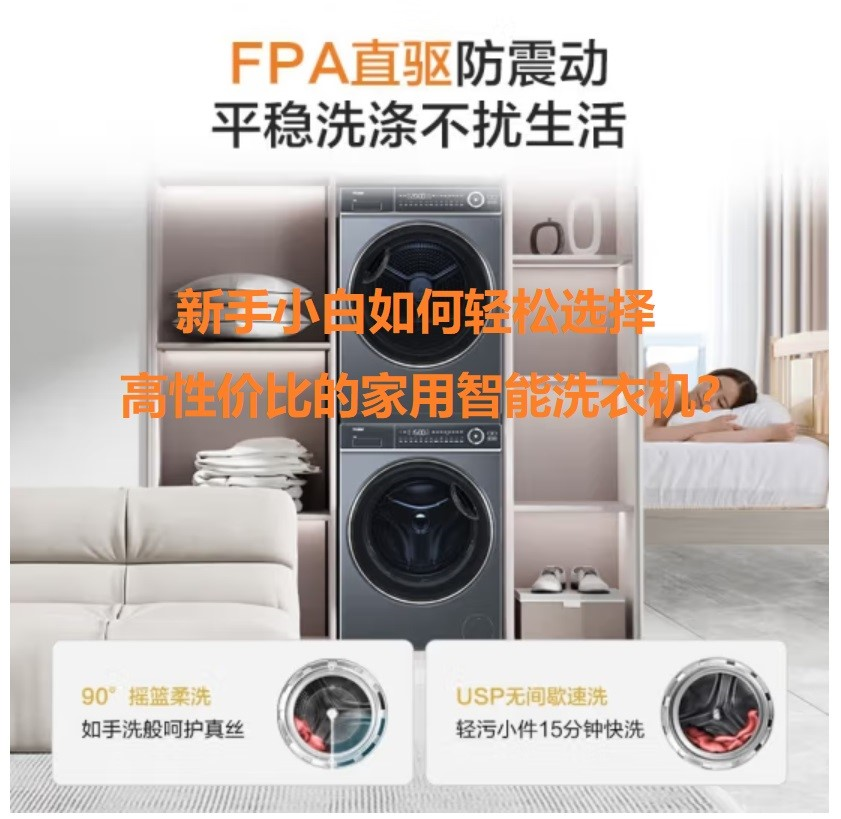 FPA直驱防震动
平稳洗涤不扰生活
新手小白如何轻松选择
高性价比的家用智能洗衣机？
90°摇篮柔洗
如手洗般呵护真丝
USP无间歇速洗
轻污小件15分钟快洗